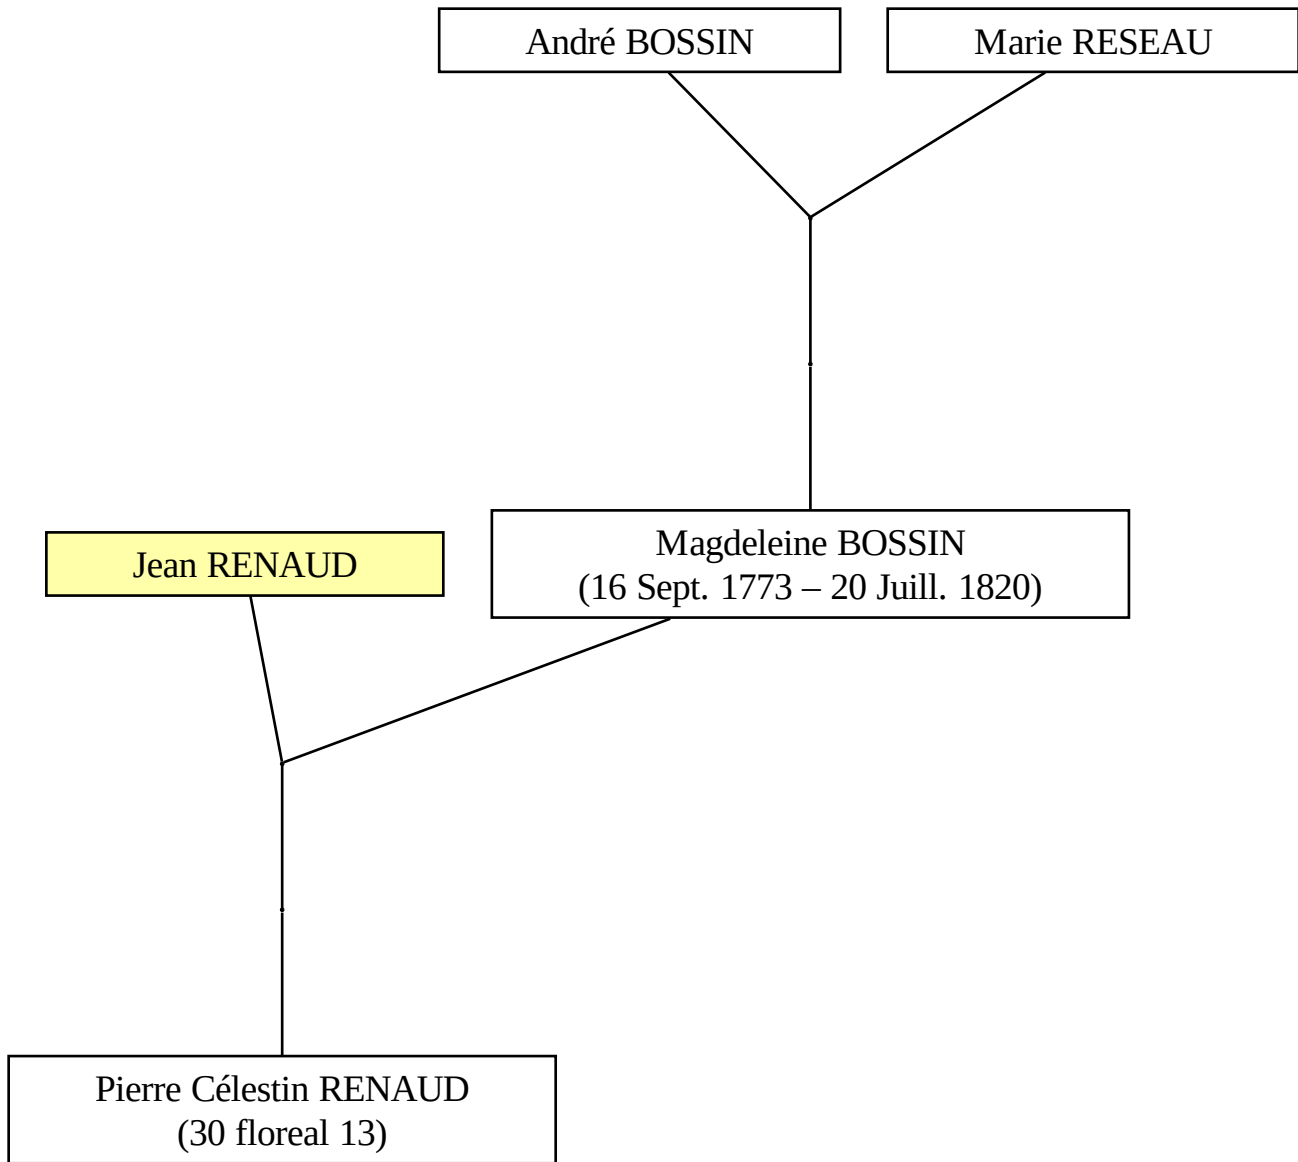 André BOSSIN
Marie RESEAU
Jean RENAUD
Magdeleine BOSSIN
(16 Sept. 1773 – 20 Juill. 1820)
Pierre Célestin RENAUD
(30 floreal 13)